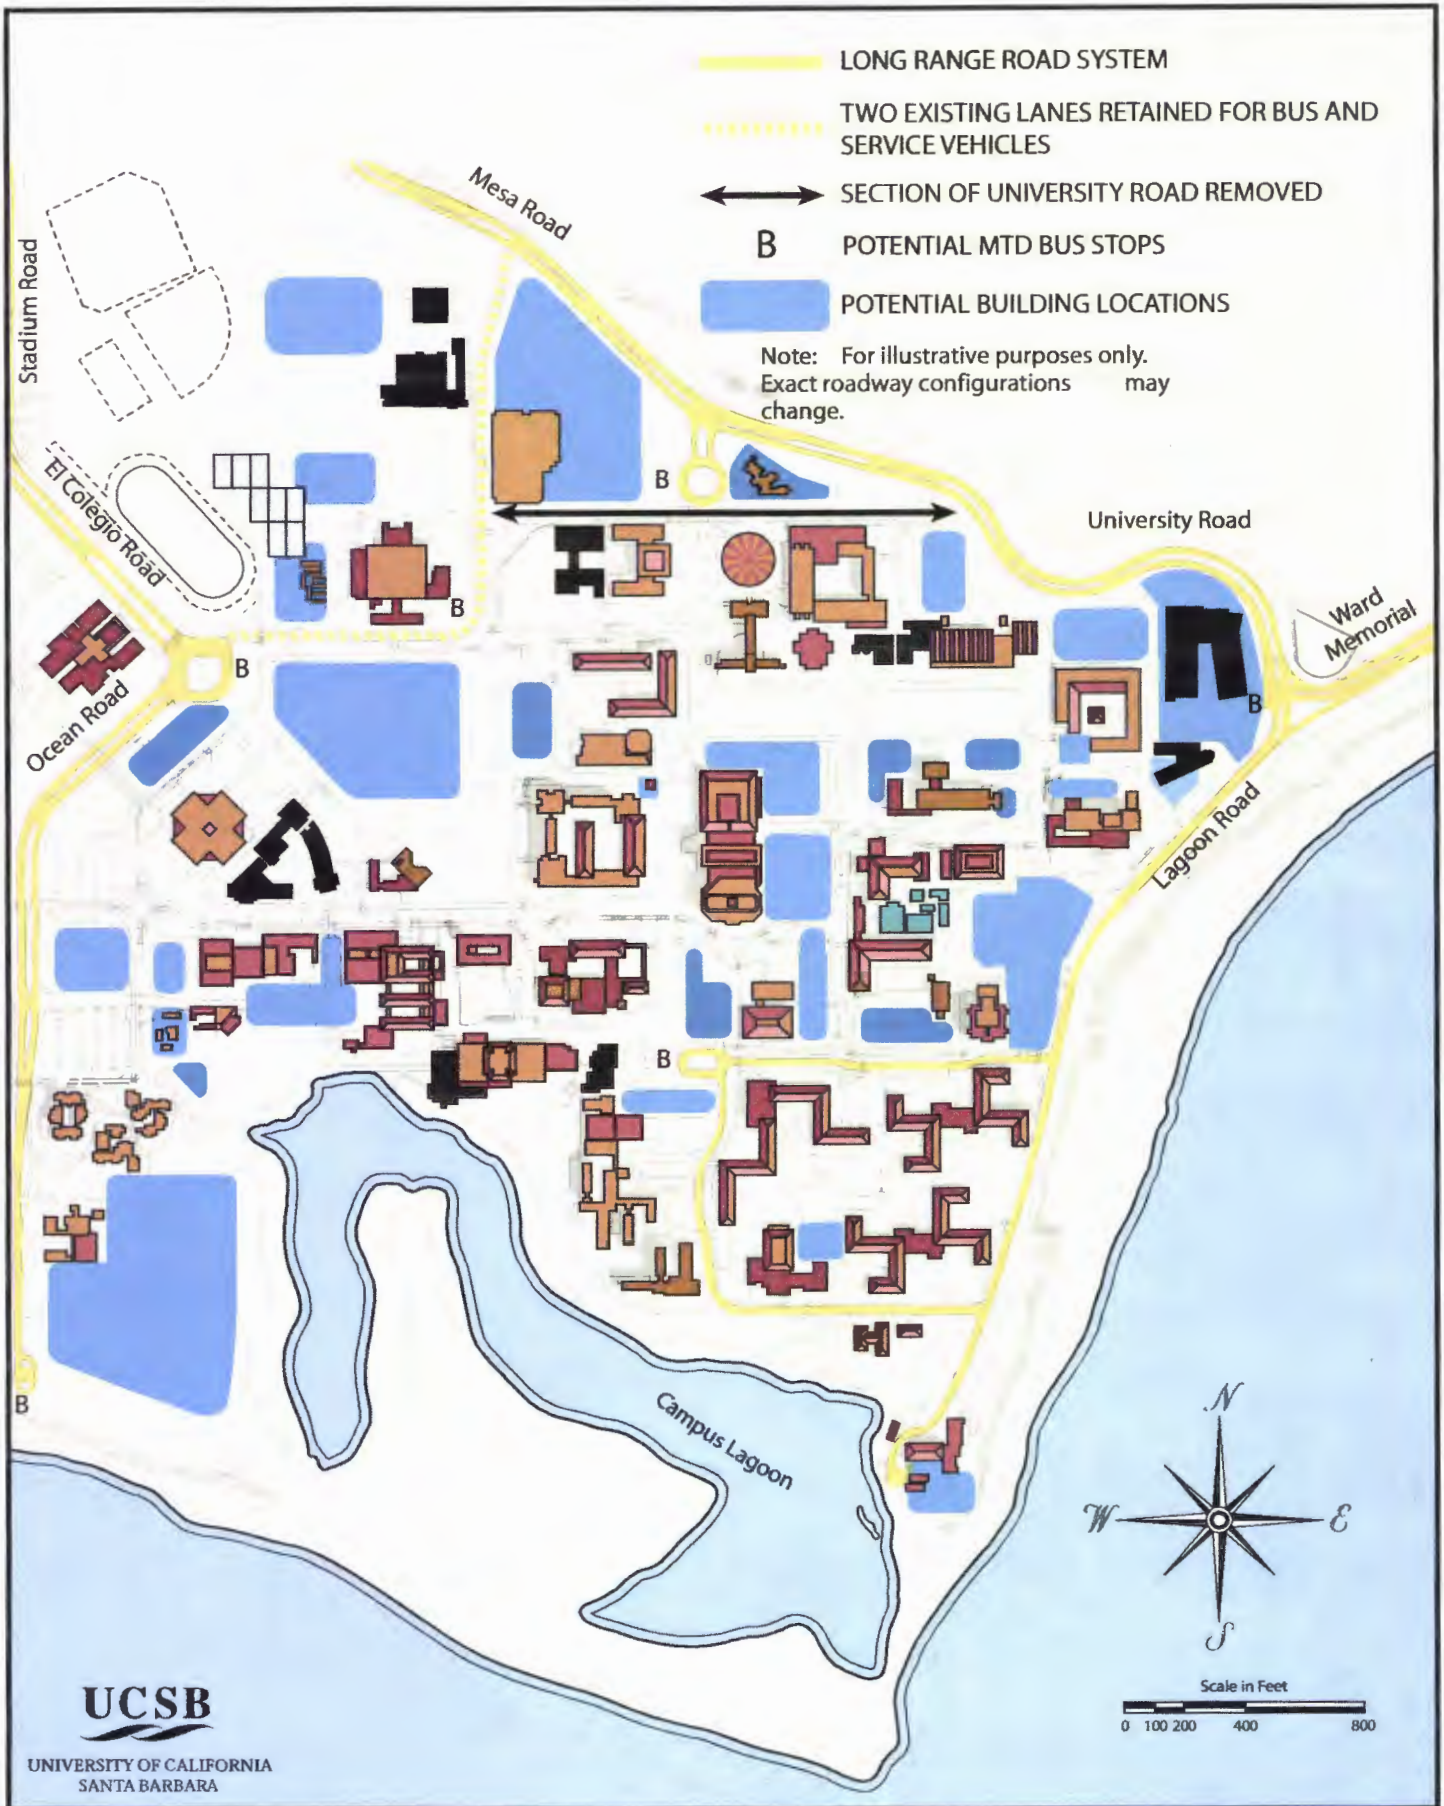 LONG RANGE ROAD SYSTEM
TWO EXISTING LANES RETAINED FOR BUS AND
SERVICE VEHICLES
SECTION OF UNIVERSITY ROAD REMOVED
B POTENTIAL MTD BUS STOPS
POTENTIAL BUILDING LOCATIONS
Note: For illustrative purposes only.
Exact roadway configurations may
change.
Mesa Road
Stadium Road
El Colegio Road
B
University Road
B
Ward
Memorial
B
Ocean Road
B
Lagoon Road
B
B
Campus Lagoon
N
W
E
S
Scale in Feet
0 100 200 400 800
UCSB
UNIVERSITY OF CALIFORNIA
SANTA BARBARA